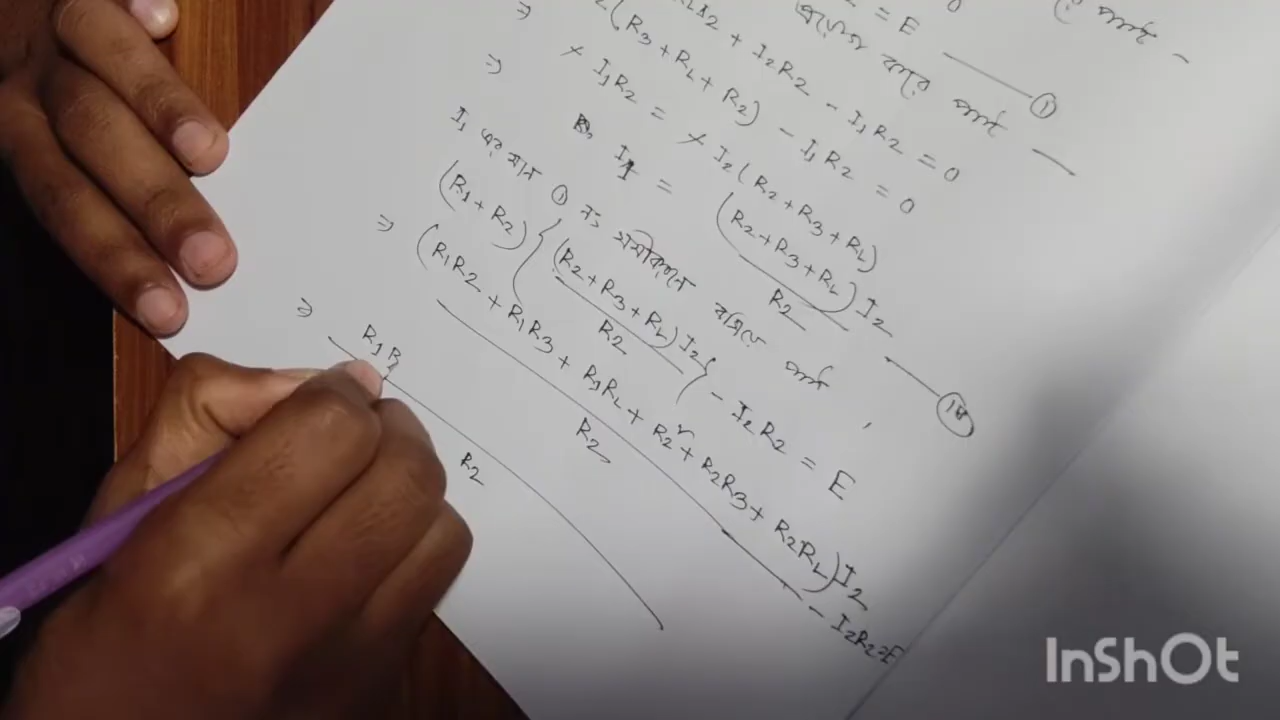 = E ——— ①
+ I₂R₂ - I₁R₂ = 0
⇒ (R₃ + R_L + R₂) - I₁R₂ = 0
⇒ I₁R₂ = I₂(R₂ + R₃ + R_L)
I₁ = (R₂ + R₃ + R_L)/R₂ I₂ ———
I₁ এর মান ① নং সমীকরণে বসিয়ে পাই,
(R₁ + R₂) {(R₂ + R₃ + R_L)/R₂ I₂} - I₂R₂ = E
⇒ (R₁R₂ + R₁R₃ + R₁R_L + R₂² + R₂R₃ + R₂R_L)I₂/R₂ - I₂R₂ = E
⇒ R₁R /R₂
InShOt